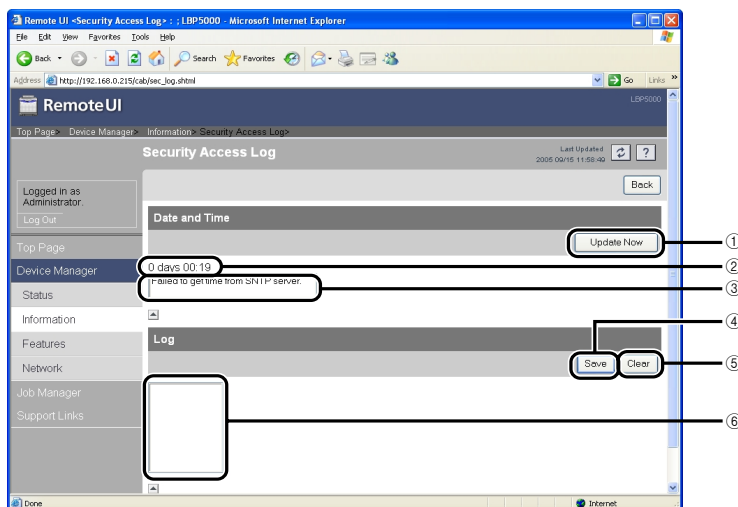 Remote UI <Security Access Log> : ; LBP5000 - Microsoft Internet Explorer
File Edit View Favorites Tools Help
Back Search Favorites
Address http://192.168.0.215/cab/sec_log.shtml Go Links »
Remote UI LBP5000
Top Page> Device Manager> Information> Security Access Log>
Security Access Log
Last Updated
2005 09/15 11:58:49
?
Back
Logged in as
Administrator.
Log Out
Date and Time
Update Now ①
Top Page
Device Manager
0 days 00:19 ②
Failed to get time from SNTP server. ③
Status
Information
Features
Network
Job Manager
Support Links
Log
④
Save Clear ⑤
⑥
Done Internet